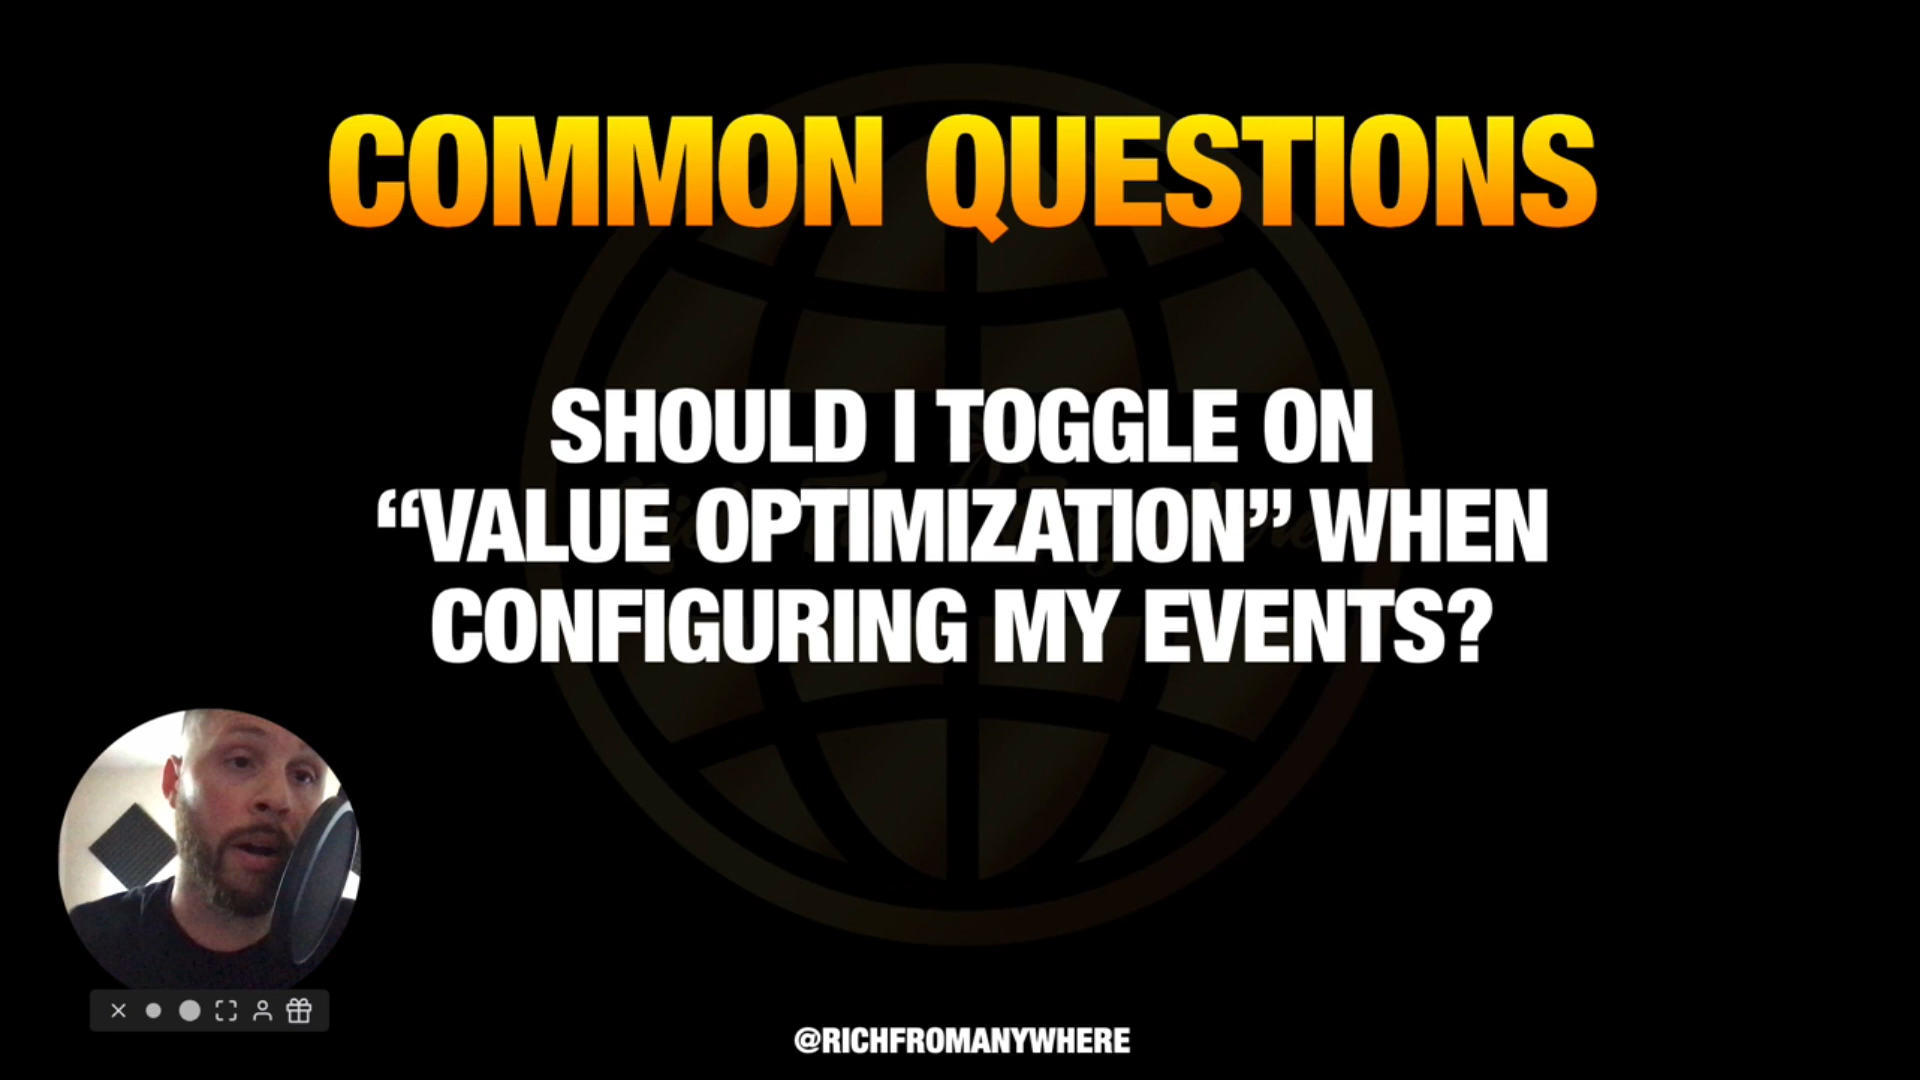 COMMON QUESTIONS
SHOULD I TOGGLE ON
“VALUE OPTIMIZATION” WHEN
CONFIGURING MY EVENTS?
@RICHFROMANYWHERE